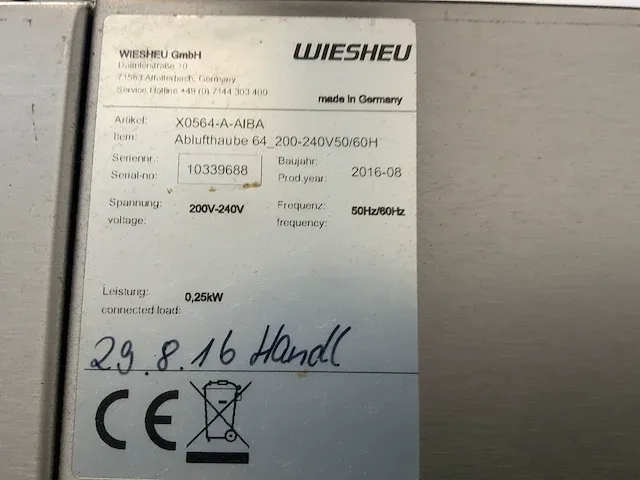 WIESHEU GmbH
WIESHEU
Daimlerstraße 10
71563 Affalterbach, Germany
Service Hotline +49 (0) 7144 303 400
made in Germany
Artikel: X0564-A-AIBA
Item: Ablufthaube 64_200-240V50/60H
Seriennr.: Baujahr:
Serial-no: 10339688 Prod.year: 2016-08
Spannung: 200V-240V Frequenz: 50Hz/60Hz
voltage: frequency:
Leistung: 0,25kW
connected load:
29.8.16 Handl
CE